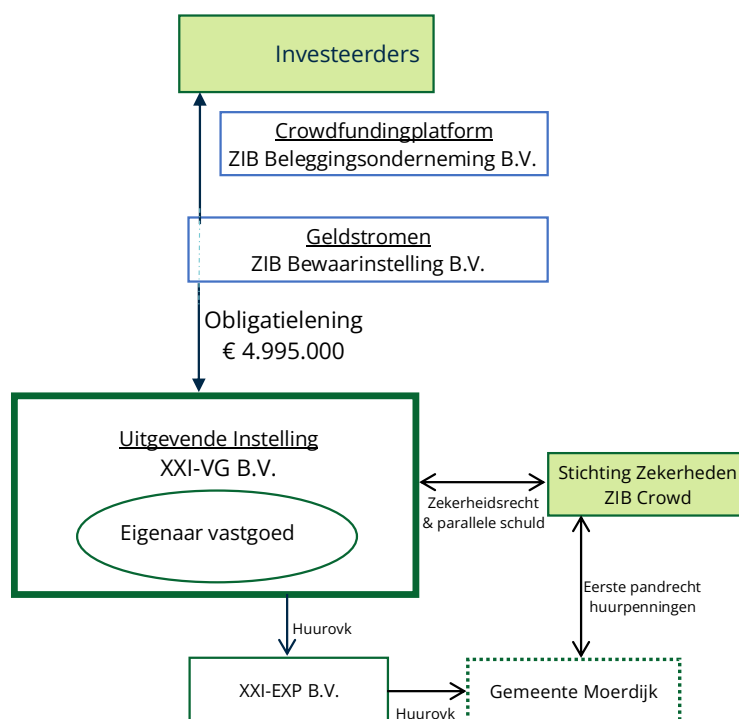 Investeerders
Crowdfundingplatform
ZIB Beleggingsonderneming B.V.
Geldstromen
ZIB Bewaarinstelling B.V.
Obligatielening
€ 4.995.000
Uitgevende Instelling
XXI-VG B.V.
Eigenaar vastgoed
Zekerheidsrecht
& parallele schuld
Stichting Zekerheden
ZIB Crowd
Eerste pandrecht
huurpenningen
Huurovk
XXI-EXP B.V.
Huurovk
Gemeente Moerdijk